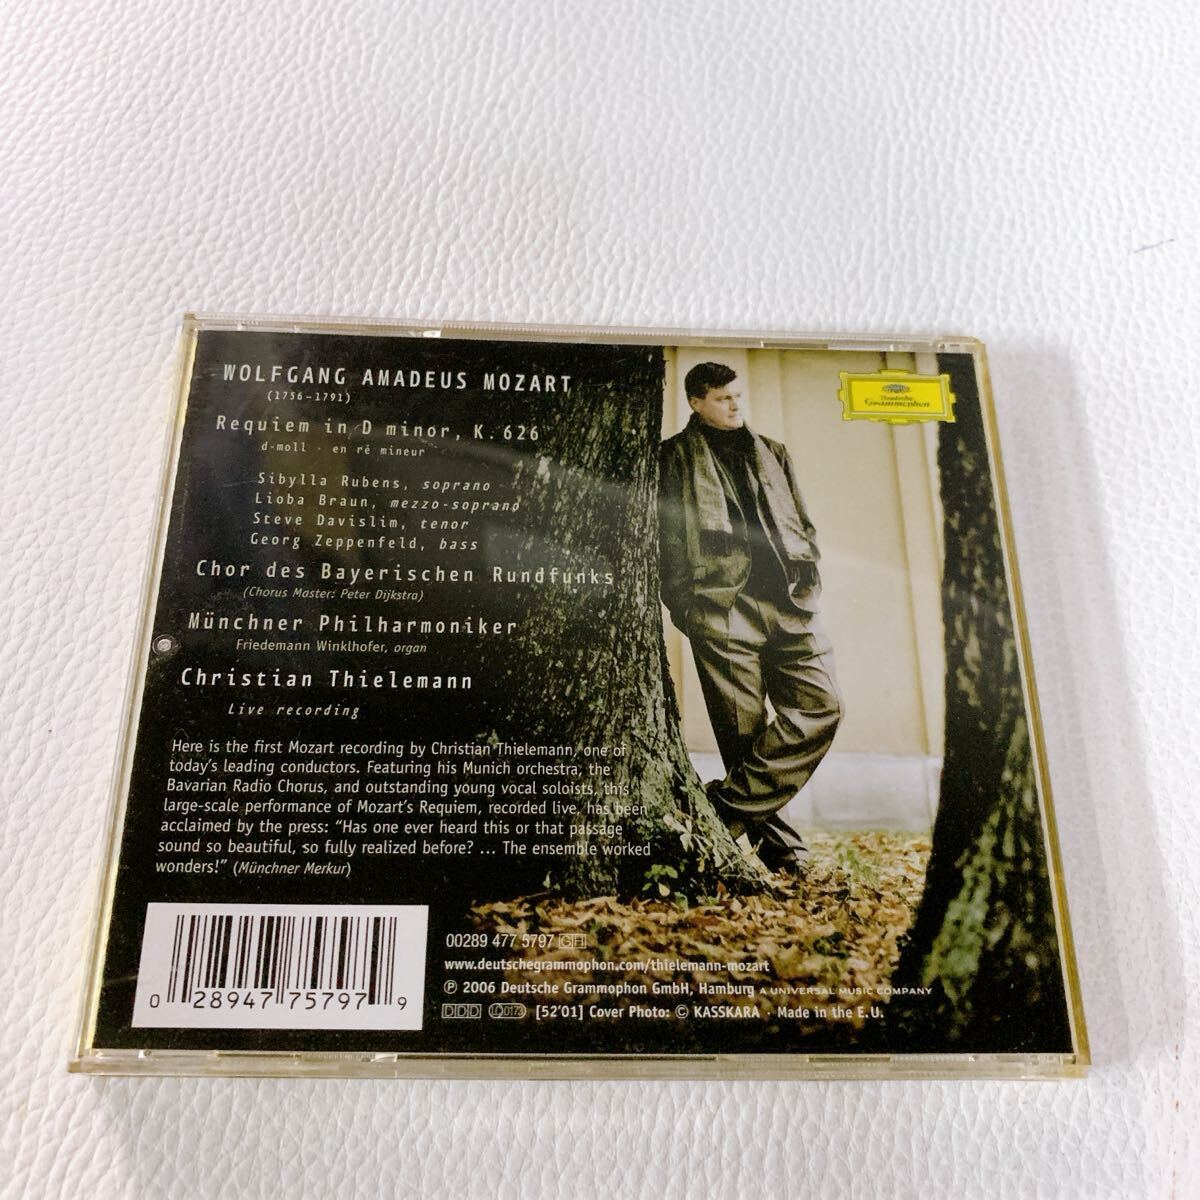 WOLFGANG AMADEUS MOZART
(1756–1791)
Requiem in D minor, K. 626
d-moll · en ré mineur
Sibylla Rubens, soprano
Lioba Braun, mezzo-soprano
Steve Davislim, tenor
Georg Zeppenfeld, bass
Chor des Bayerischen Rundfunks
(Chorus Master: Peter Dijkstra)
Münchner Philharmoniker
Friedemann Winklhofer, organ
Christian Thielemann
Live recording
Here is the first Mozart recording by Christian Thielemann, one of
today's leading conductors. Featuring his Munich orchestra, the
Bavarian Radio Chorus, and outstanding young vocal soloists, this
large-scale performance of Mozart's Requiem, recorded live, has been
acclaimed by the press: “Has one ever heard this or that passage
sound so beautiful, so fully realized before? ... The ensemble worked
wonders!” (Münchner Merkur)
Deutsche
Grammophon
0 28947 75797 9
00289 477 5797 GH
www.deutschegrammophon.com/thielemann-mozart
℗ 2006 Deutsche Grammophon GmbH, Hamburg A UNIVERSAL MUSIC COMPANY
DDD LC0173 [52'01] Cover Photo: © KASSKARA · Made in the E.U.